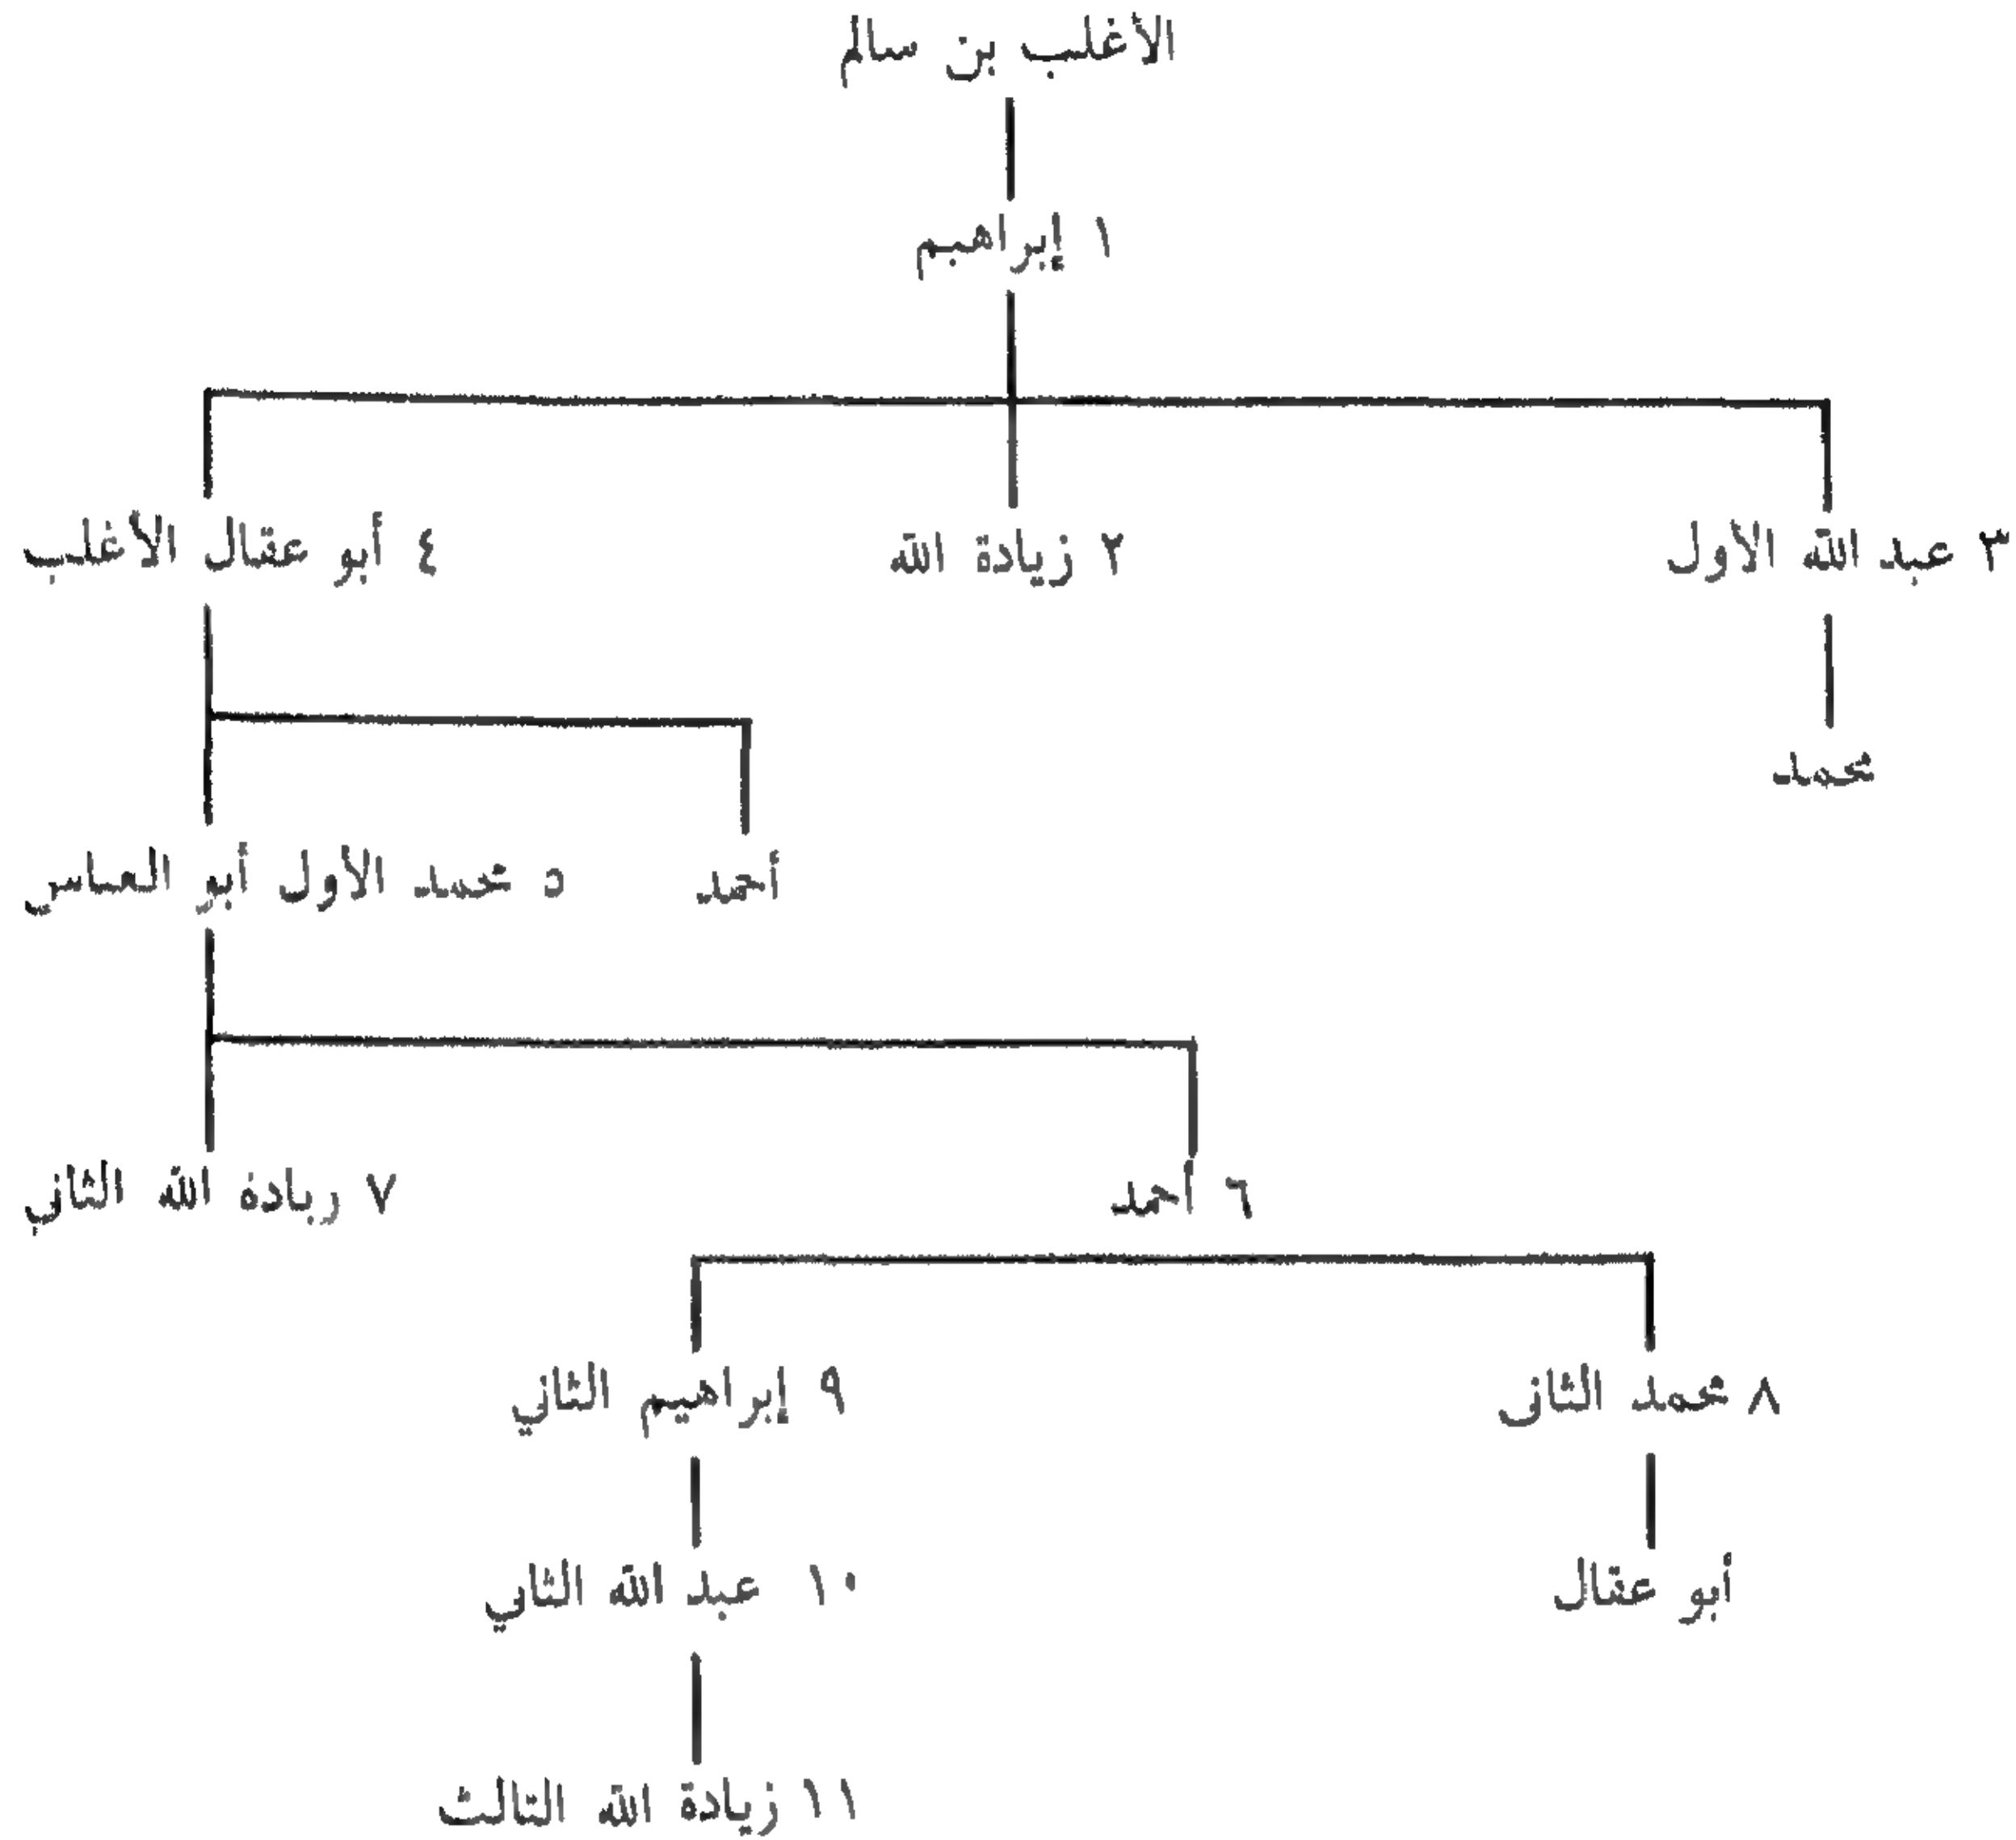 الأغلب بن سالم
١ إبراهيم
٣ عبد الله الأول
٢ زيادة الله
٤ أبو عقال الأغلب
محمد
أحمد
٥ محمد الأول أبو العباسي
٦ أحمد
٧ زيادة الله الثاني
٨ محمد الثاني
٩ إبراهيم الثاني
أبو عقال
١٠ عبد الله الثاني
١١ زيادة الله الثالث